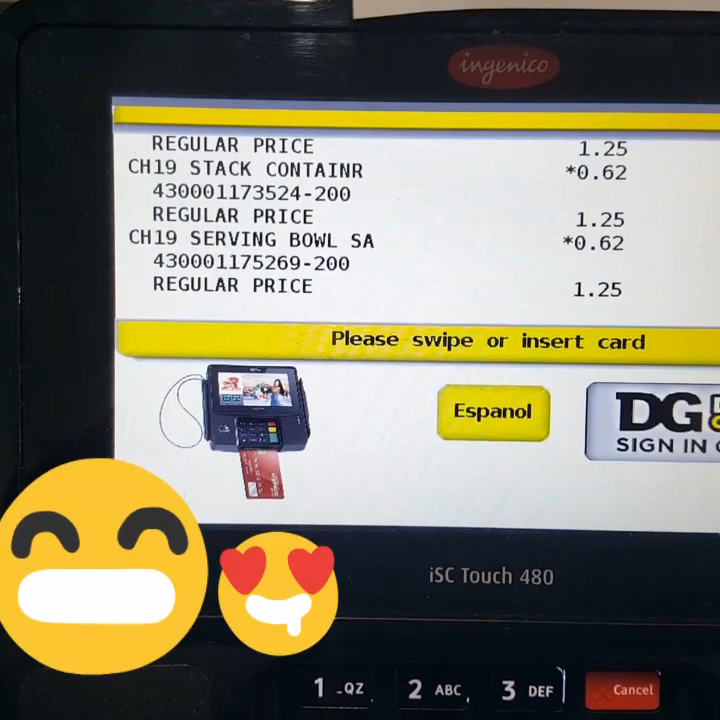 ingenico
REGULAR PRICE 1.25
CH19 STACK CONTAINR *0.62
430001173524-200
REGULAR PRICE 1.25
CH19 SERVING BOWL SA *0.62
430001175269-200
REGULAR PRICE 1.25
Please swipe or insert card
Espanol
DG
SIGN IN
iSC Touch 480
1 -QZ 2 ABC 3 DEF Cancel